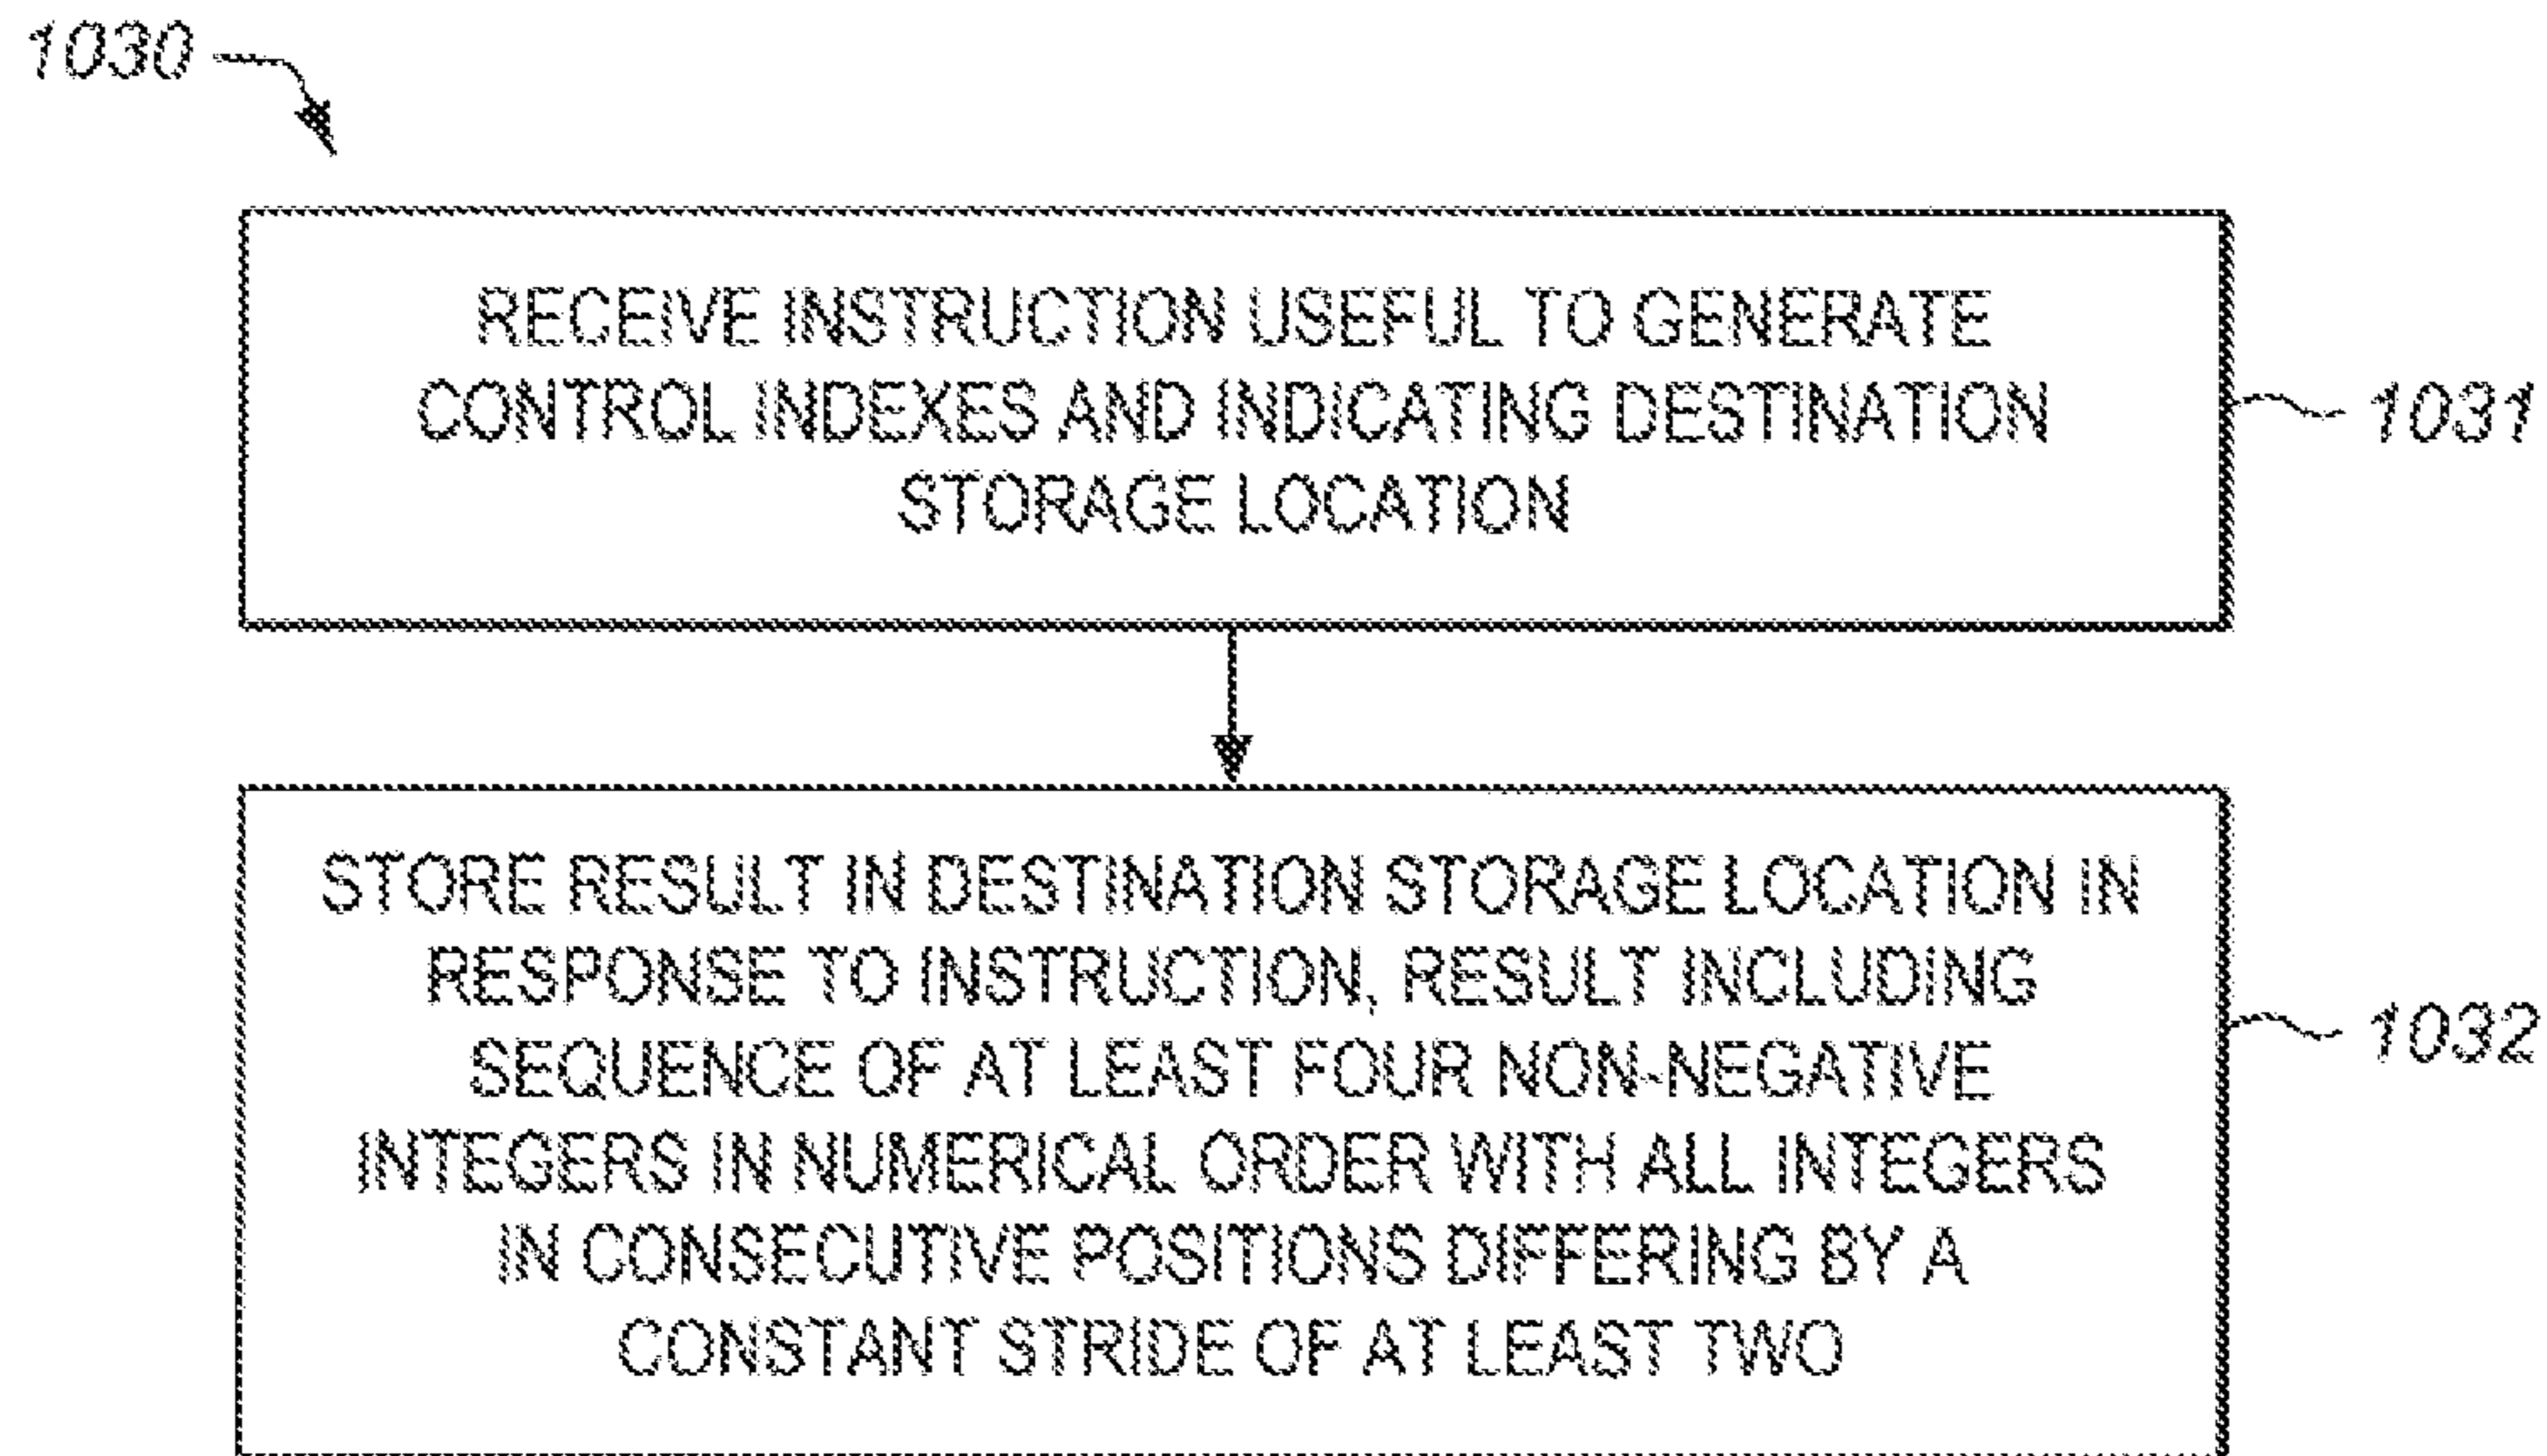 1030
RECEIVE INSTRUCTION USEFUL TO GENERATE
CONTROL INDEXES AND INDICATING DESTINATION
STORAGE LOCATION
1031
STORE RESULT IN DESTINATION STORAGE LOCATION IN
RESPONSE TO INSTRUCTION, RESULT INCLUDING
SEQUENCE OF AT LEAST FOUR NON-NEGATIVE
INTEGERS IN NUMERICAL ORDER WITH ALL INTEGERS
IN CONSECUTIVE POSITIONS DIFFERING BY A
CONSTANT STRIDE OF AT LEAST TWO
1032